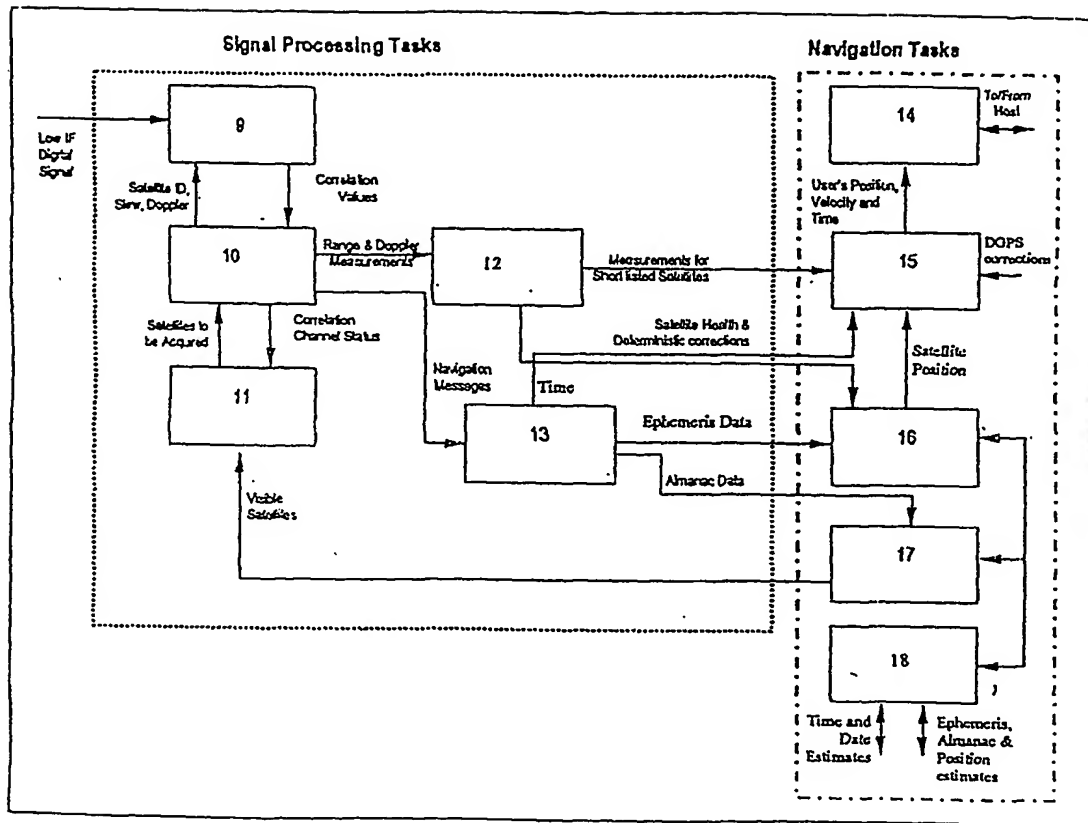 Signal Processing Tasks
Navigation Tasks
9
14
To/From
Host
Low IF
Digital
Signal
Satellite ID,
Slew, Doppler
Correlation
Values
User's Position,
Velocity and
Time
10
Range & Doppler
Measurements
12
Measurements for
Shortlisted Satellites
15
DGPS
corrections
Satellites to
be Acquired
Correlation
Channel Status
Satellite Health &
Deterministic corrections
Satellite
Position
11
Navigation
Messages
Time
13
Ephemeris Data
16
Almanac Data
Visible
Satellites
17
18
Time and
Date
Estimates
Ephemeris,
Almanac &
Position
estimates